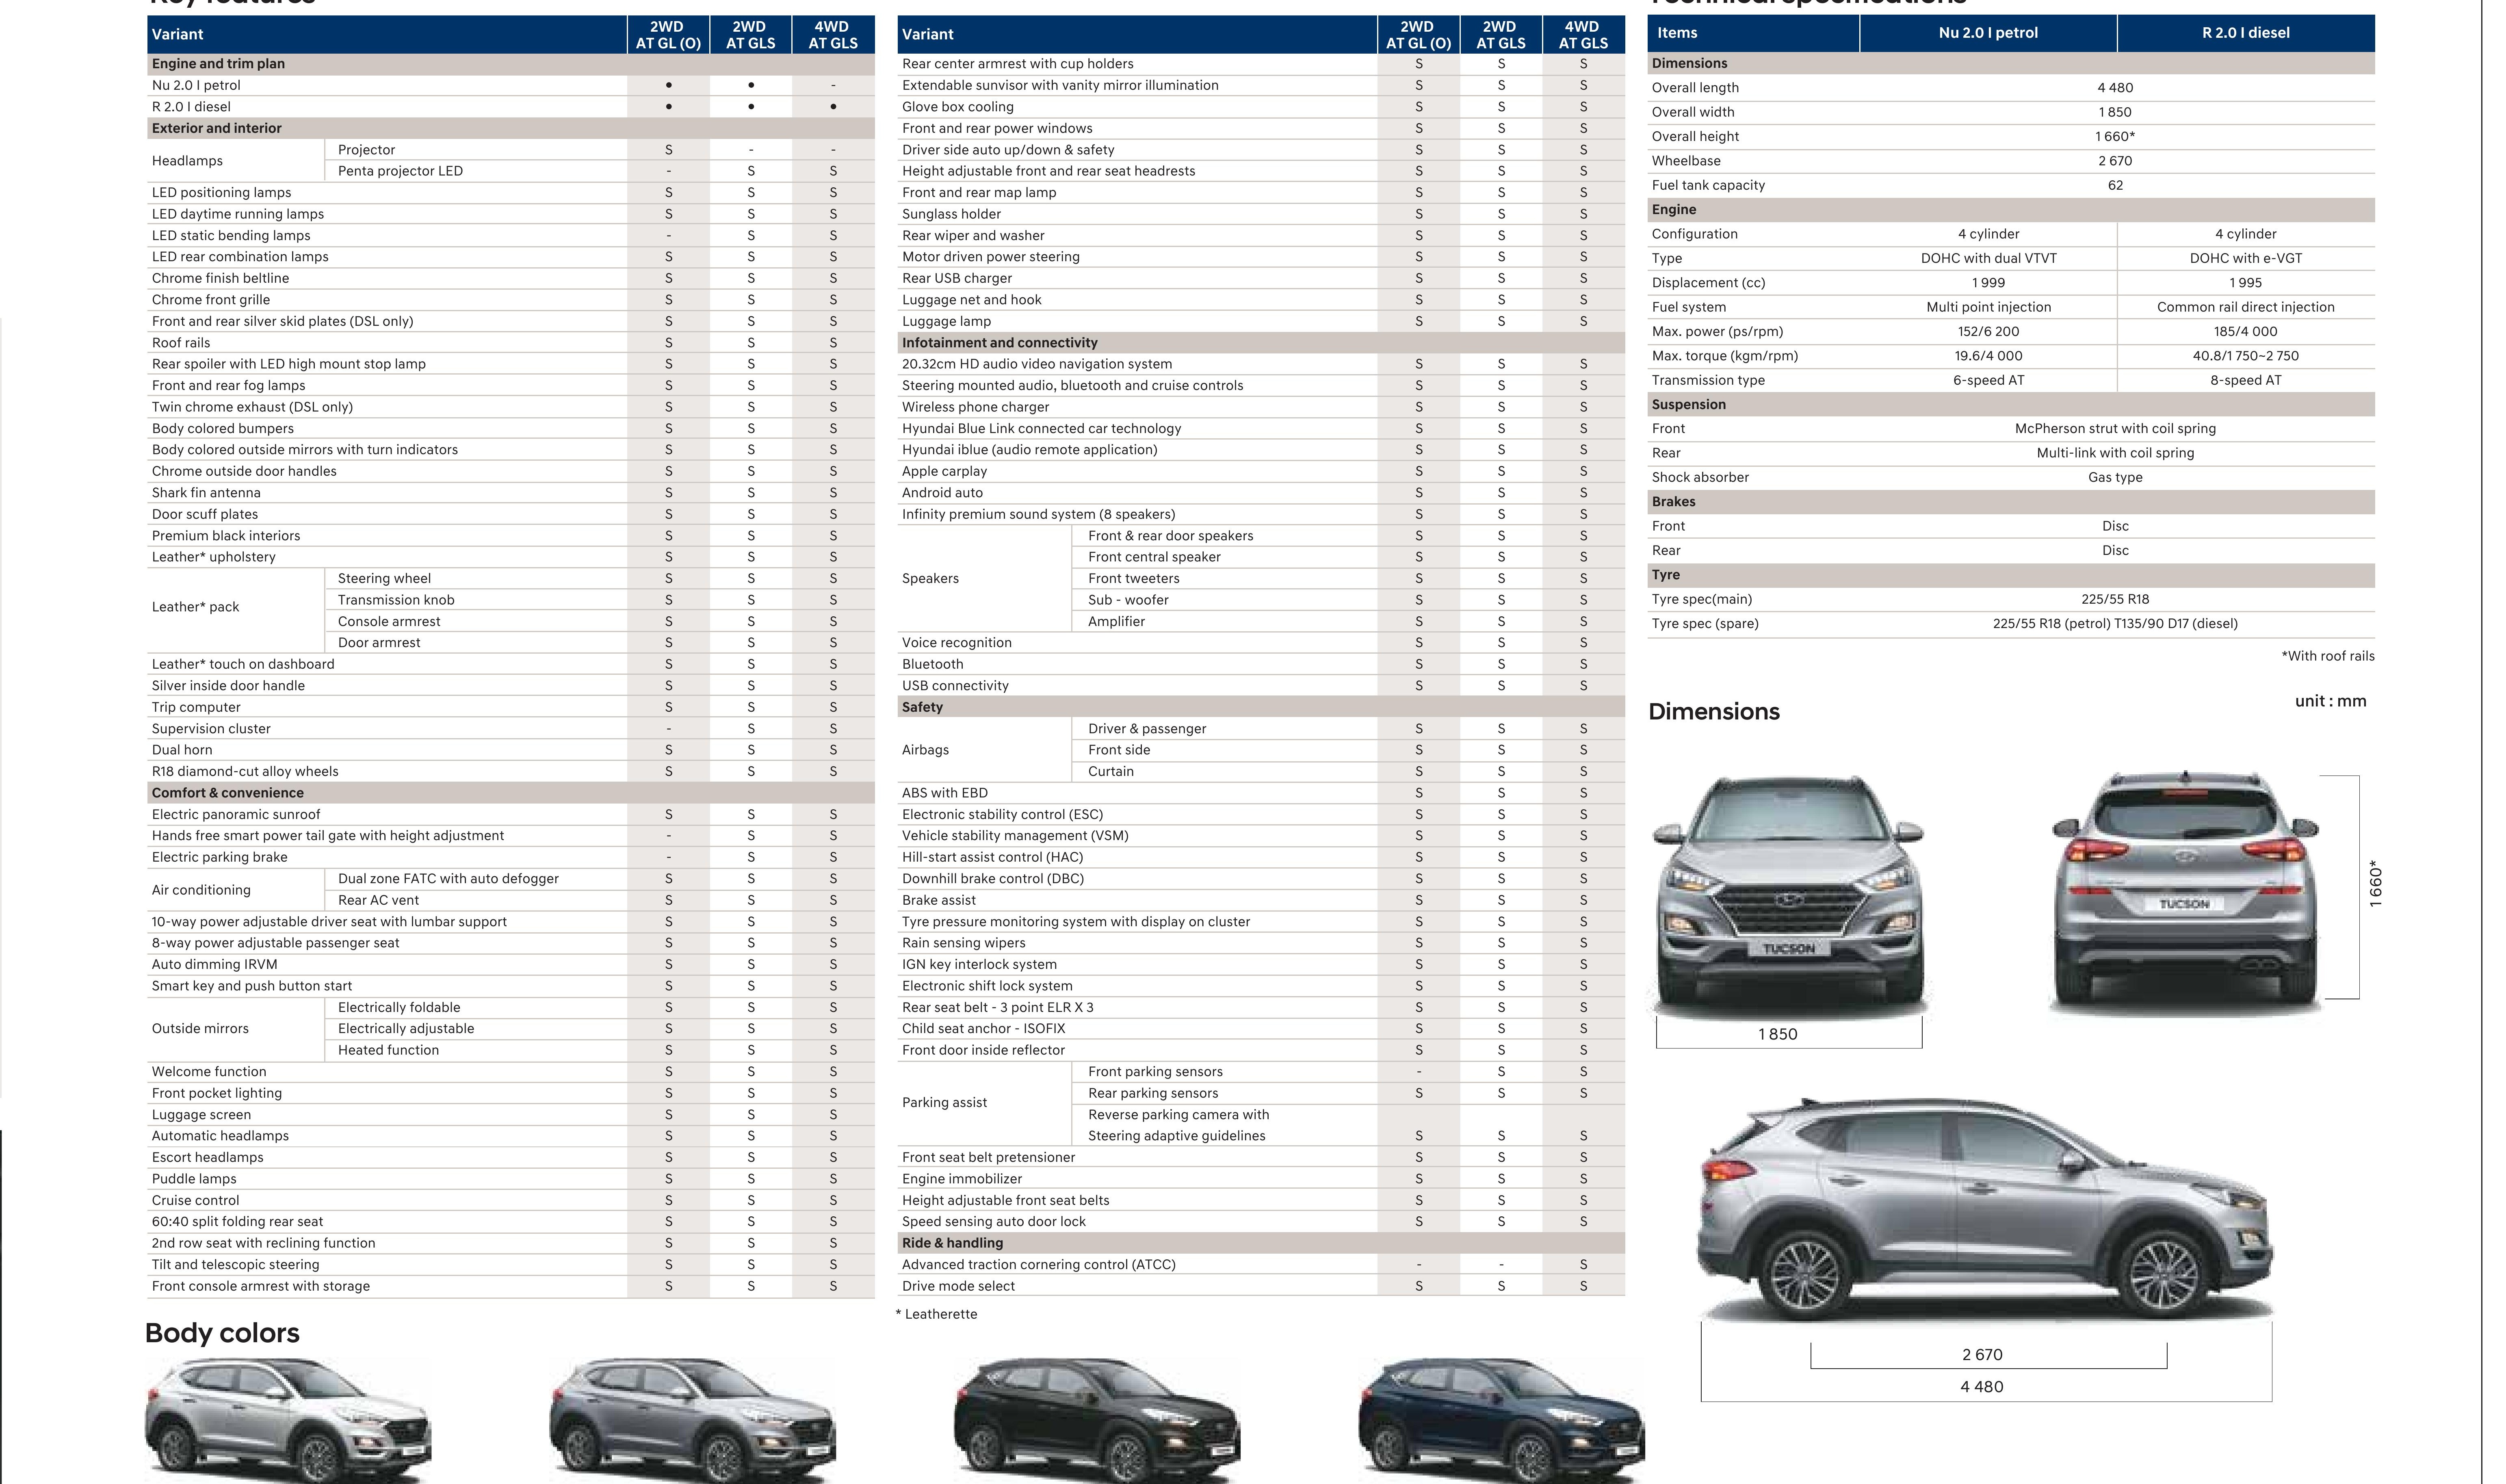 Key features
Variant 2WD AT GL (O) 2WD AT GLS 4WD AT GLS
Engine and trim plan
Nu 2.0 l petrol • • -
R 2.0 l diesel • • •
Exterior and interior
Headlamps Projector S - -
Penta projector LED - S S
LED positioning lamps S S S
LED daytime running lamps S S S
LED static bending lamps - S S
LED rear combination lamps S S S
Chrome finish beltline S S S
Chrome front grille S S S
Front and rear silver skid plates (DSL only) S S S
Roof rails S S S
Rear spoiler with LED high mount stop lamp S S S
Front and rear fog lamps S S S
Twin chrome exhaust (DSL only) S S S
Body colored bumpers S S S
Body colored outside mirrors with turn indicators S S S
Chrome outside door handles S S S
Shark fin antenna S S S
Door scuff plates S S S
Premium black interiors S S S
Leather* upholstery S S S
Leather* pack Steering wheel S S S
Transmission knob S S S
Console armrest S S S
Door armrest S S S
Leather* touch on dashboard S S S
Silver inside door handle S S S
Trip computer S S S
Supervision cluster - S S
Dual horn S S S
R18 diamond-cut alloy wheels S S S
Comfort & convenience
Electric panoramic sunroof S S S
Hands free smart power tail gate with height adjustment - S S
Electric parking brake - S S
Air conditioning Dual zone FATC with auto defogger S S S
Rear AC vent S S S
10-way power adjustable driver seat with lumbar support S S S
8-way power adjustable passenger seat S S S
Auto dimming IRVM S S S
Smart key and push button start S S S
Outside mirrors Electrically foldable S S S
Electrically adjustable S S S
Heated function S S S
Welcome function S S S
Front pocket lighting S S S
Luggage screen S S S
Automatic headlamps S S S
Escort headlamps S S S
Puddle lamps S S S
Cruise control S S S
60:40 split folding rear seat S S S
2nd row seat with reclining function S S S
Tilt and telescopic steering S S S
Front console armrest with storage S S S
Variant 2WD AT GL (O) 2WD AT GLS 4WD AT GLS
Rear center armrest with cup holders S S S
Extendable sunvisor with vanity mirror illumination S S S
Glove box cooling S S S
Front and rear power windows S S S
Driver side auto up/down & safety S S S
Height adjustable front and rear seat headrests S S S
Front and rear map lamp S S S
Sunglass holder S S S
Rear wiper and washer S S S
Motor driven power steering S S S
Rear USB charger S S S
Luggage net and hook S S S
Luggage lamp S S S
Infotainment and connectivity
20.32cm HD audio video navigation system S S S
Steering mounted audio, bluetooth and cruise controls S S S
Wireless phone charger S S S
Hyundai Blue Link connected car technology S S S
Hyundai iblue (audio remote application) S S S
Apple carplay S S S
Android auto S S S
Infinity premium sound system (8 speakers) S S S
Speakers Front & rear door speakers S S S
Front central speaker S S S
Front tweeters S S S
Sub - woofer S S S
Amplifier S S S
Voice recognition S S S
Bluetooth S S S
USB connectivity S S S
Safety
Airbags Driver & passenger S S S
Front side S S S
Curtain S S S
ABS with EBD S S S
Electronic stability control (ESC) S S S
Vehicle stability management (VSM) S S S
Hill-start assist control (HAC) S S S
Downhill brake control (DBC) S S S
Brake assist S S S
Tyre pressure monitoring system with display on cluster S S S
Rain sensing wipers S S S
IGN key interlock system S S S
Electronic shift lock system S S S
Rear seat belt - 3 point ELR X 3 S S S
Child seat anchor - ISOFIX S S S
Front door inside reflector S S S
Parking assist Front parking sensors - S S
Rear parking sensors S S S
Reverse parking camera with
Steering adaptive guidelines S S S
Front seat belt pretensioner S S S
Engine immobilizer S S S
Height adjustable front seat belts S S S
Speed sensing auto door lock S S S
Ride & handling
Advanced traction cornering control (ATCC) - - S
Drive mode select S S S
* Leatherette
Technical specifications
Items Nu 2.0 l petrol R 2.0 l diesel
Dimensions
Overall length 4 480
Overall width 1 850
Overall height 1 660*
Wheelbase 2 670
Fuel tank capacity 62
Engine
Configuration 4 cylinder 4 cylinder
Type DOHC with dual VTVT DOHC with e-VGT
Displacement (cc) 1 999 1 995
Fuel system Multi point injection Common rail direct injection
Max. power (ps/rpm) 152/6 200 185/4 000
Max. torque (kgm/rpm) 19.6/4 000 40.8/1 750~2 750
Transmission type 6-speed AT 8-speed AT
Suspension
Front McPherson strut with coil spring
Rear Multi-link with coil spring
Shock absorber Gas type
Brakes
Front Disc
Rear Disc
Tyre
Tyre spec(main) 225/55 R18
Tyre spec (spare) 225/55 R18 (petrol) T135/90 D17 (diesel)
*With roof rails
Dimensions
unit : mm
TUCSON
TUCSON
1 660*
1 850
2 670
4 480
Body colors